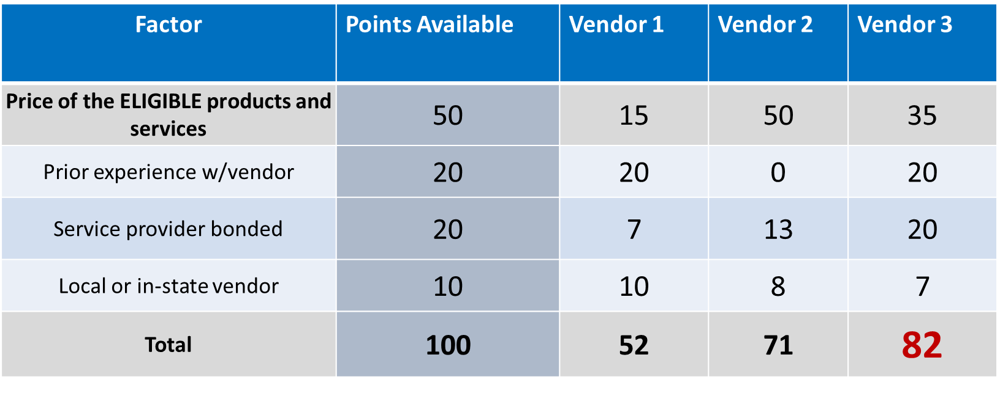 Factor Points Available Vendor 1 Vendor 2 Vendor 3
Price of the ELIGIBLE products and
services 50 15 50 35
Prior experience w/vendor 20 20 0 20
Service provider bonded 20 7 13 20
Local or in-state vendor 10 10 8 7
Total 100 52 71 82